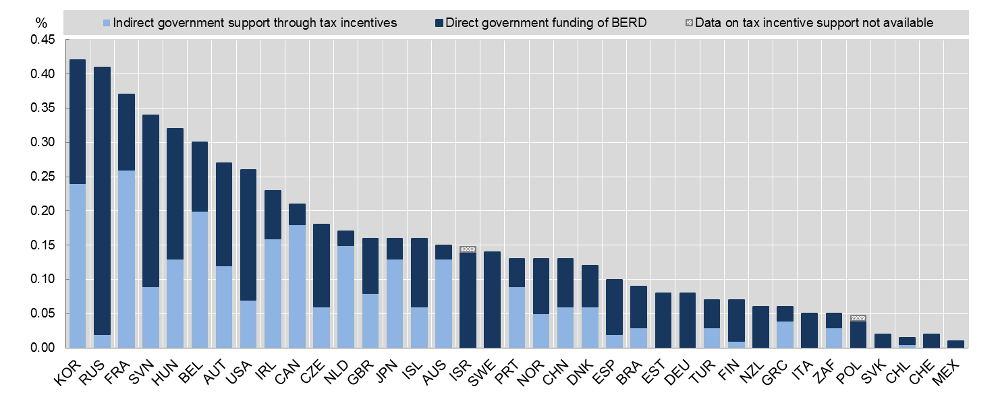 %
Indirect government support through tax incentives
Direct government funding of BERD
Data on tax incentive support not available
0.45
0.40
0.35
0.30
0.25
0.20
0.15
0.10
0.05
0.00
KOR
RUS
FRA
SVN
HUN
BEL
AUT
USA
IRL
CAN
CZE
NLD
GBR
JPN
ISL
AUS
ISR
SWE
PRT
NOR
CHN
DNK
ESP
BRA
EST
DEU
TUR
FIN
NZL
GRC
ITA
ZAF
POL
SVK
CHL
CHE
MEX